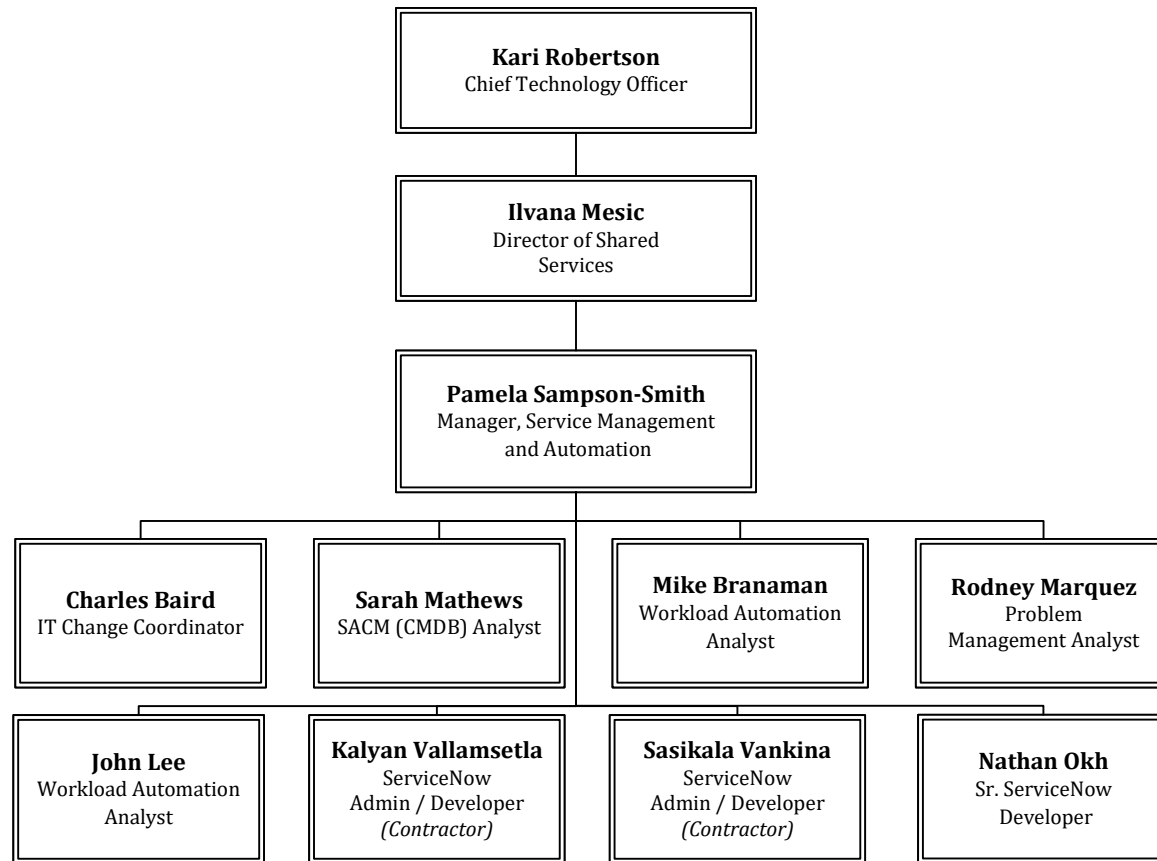 Kari Robertson
Chief Technology Officer
Ilvana Mesic
Director of Shared
Services
Pamela Sampson-Smith
Manager, Service Management
and Automation
Charles Baird
IT Change Coordinator
Sarah Mathews
SACM (CMDB) Analyst
Mike Branaman
Workload Automation
Analyst
Rodney Marquez
Problem
Management Analyst
John Lee
Workload Automation
Analyst
Kalyan Vallamsetla
ServiceNow
Admin / Developer
(Contractor)
Sasikala Vankina
ServiceNow
Admin / Developer
(Contractor)
Nathan Okh
Sr. ServiceNow
Developer